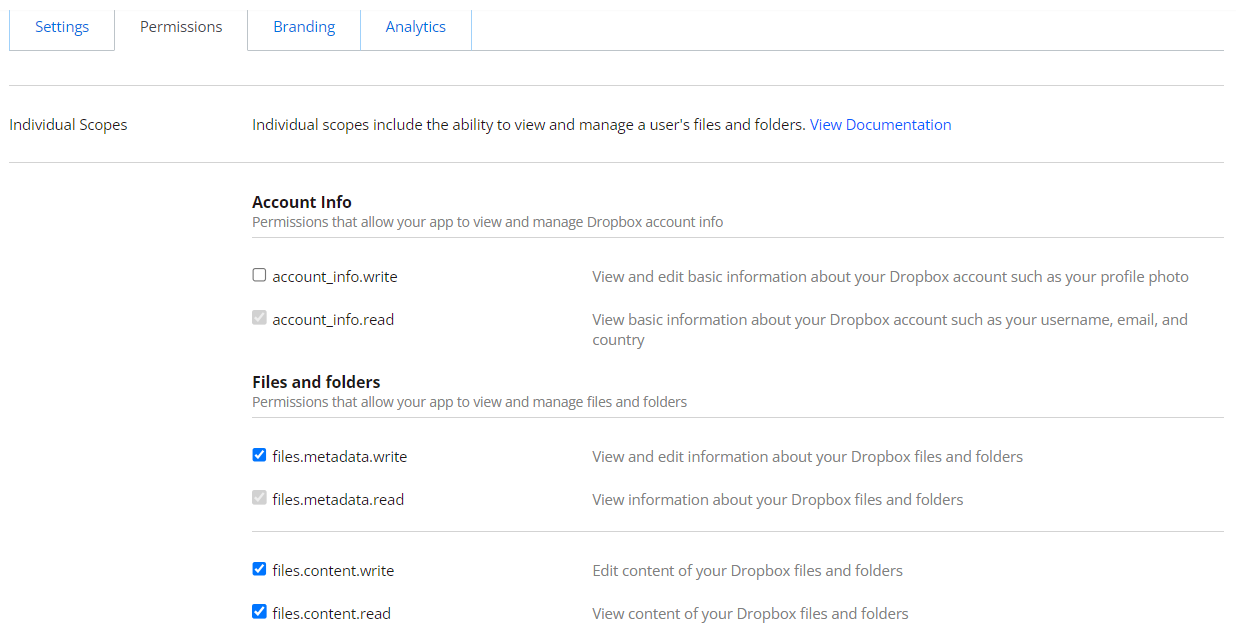 Settings
Permissions
Branding
Analytics
Individual Scopes
Individual scopes include the ability to view and manage a user's files and folders. View Documentation
Account Info
Permissions that allow your app to view and manage Dropbox account info
account_info.write
View and edit basic information about your Dropbox account such as your profile photo
account_info.read
View basic information about your Dropbox account such as your username, email, and
country
Files and folders
Permissions that allow your app to view and manage files and folders
files.metadata.write
View and edit information about your Dropbox files and folders
files.metadata.read
View information about your Dropbox files and folders
files.content.write
Edit content of your Dropbox files and folders
files.content.read
View content of your Dropbox files and folders